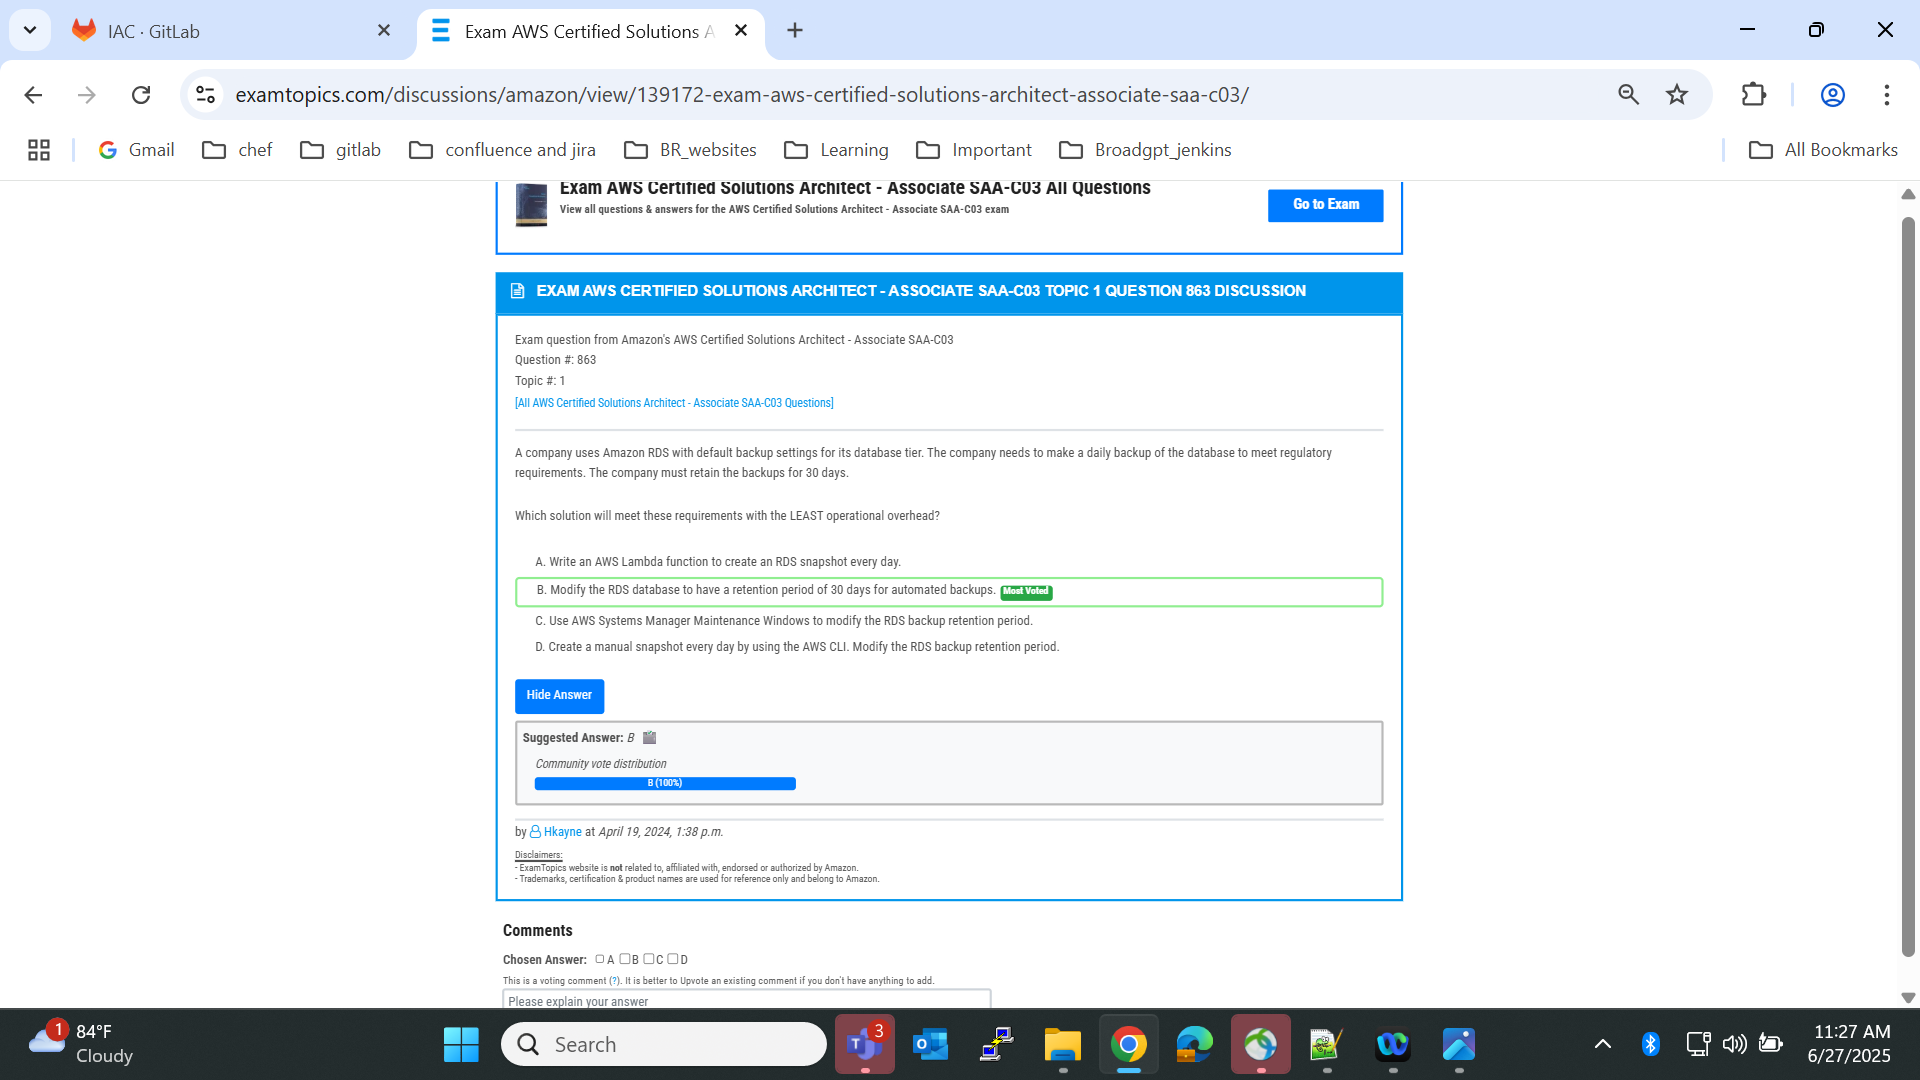 IAC · GitLab
Exam AWS Certified Solutions A
examtopics.com/discussions/amazon/view/139172-exam-aws-certified-solutions-architect-associate-saa-c03/
Gmail
chef
gitlab
confluence and jira
BR_websites
Learning
Important
Broadgpt_jenkins
All Bookmarks
Exam AWS Certified Solutions Architect - Associate SAA-C03 All Questions
View all questions & answers for the AWS Certified Solutions Architect - Associate SAA-C03 exam
Go to Exam
EXAM AWS CERTIFIED SOLUTIONS ARCHITECT - ASSOCIATE SAA-C03 TOPIC 1 QUESTION 863 DISCUSSION
Exam question from Amazon's AWS Certified Solutions Architect - Associate SAA-C03
Question #: 863
Topic #: 1
[All AWS Certified Solutions Architect - Associate SAA-C03 Questions]
A company uses Amazon RDS with default backup settings for its database tier. The company needs to make a daily backup of the database to meet regulatory
requirements. The company must retain the backups for 30 days.
Which solution will meet these requirements with the LEAST operational overhead?
A. Write an AWS Lambda function to create an RDS snapshot every day.
B. Modify the RDS database to have a retention period of 30 days for automated backups. Most Voted
C. Use AWS Systems Manager Maintenance Windows to modify the RDS backup retention period.
D. Create a manual snapshot every day by using the AWS CLI. Modify the RDS backup retention period.
Hide Answer
Suggested Answer: B
Community vote distribution
B (100%)
by Hkayne at April 19, 2024, 1:38 p.m.
Disclaimers:
- ExamTopics website is not related to, affiliated with, endorsed or authorized by Amazon.
- Trademarks, certification & product names are used for reference only and belong to Amazon.
Comments
Chosen Answer: A B C D
This is a voting comment (?). It is better to Upvote an existing comment if you don't have anything to add.
Please explain your answer
1
84°F
Cloudy
Search
3
11:27 AM
6/27/2025